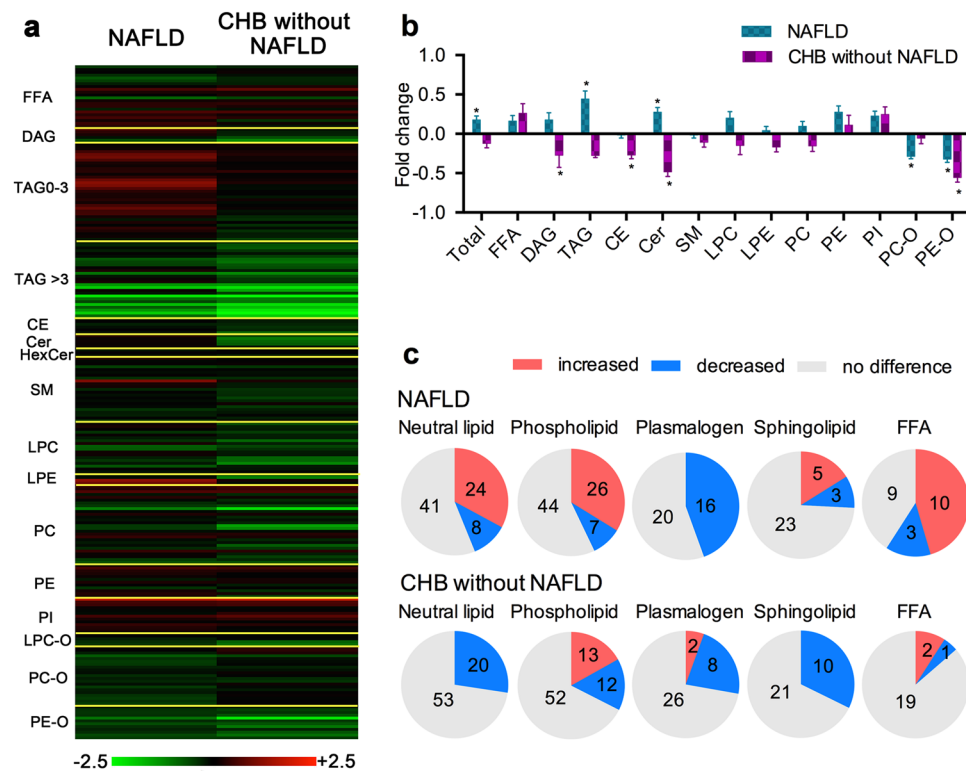 a
NAFLD
CHB without
NAFLD
FFA
DAG
TAG0-3
TAG >3
CE
Cer
HexCer
SM
LPC
LPE
PC
PE
PI
LPC-O
PC-O
PE-O
-2.5
+2.5
b
NAFLD
CHB without NAFLD
Fold change
1.0
0.5
0.0
-0.5
-1.0
* * * * * * * * *
Total
FFA
DAG
TAG
CE
Cer
SM
LPC
LPE
PC
PE
PI
PC-O
PE-O
c
increased
decreased
no difference
NAFLD
Neutral lipid
Phospholipid
Plasmalogen
Sphingolipid
FFA
41 24 8
44 26 7
20 16
5 3 23
9 10 3
CHB without NAFLD
Neutral lipid
Phospholipid
Plasmalogen
Sphingolipid
FFA
20 53
13 12 52
2 8 26
10 21
2 1 19